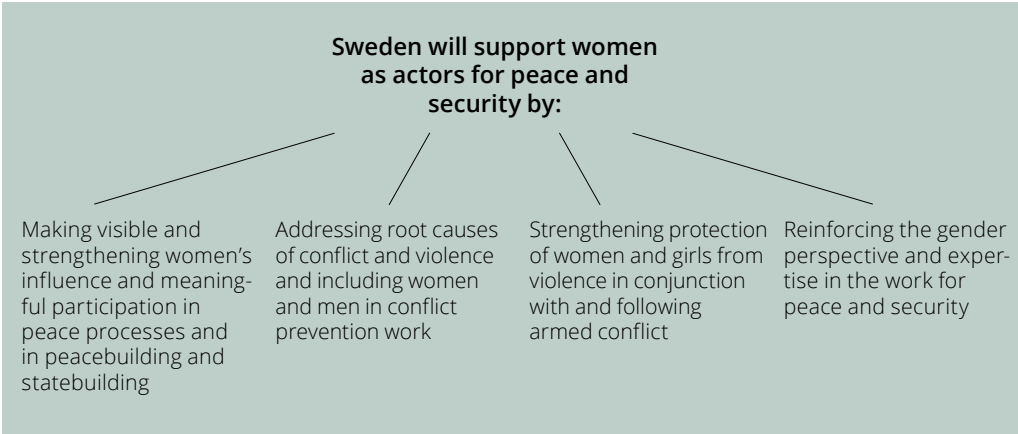 Sweden will support women
as actors for peace and
security by:
Making visible and
strengthening women’s
influence and meaning-
ful participation in
peace processes and
in peacebuilding and
statebuilding
Addressing root causes
of conflict and violence
and including women
and men in conflict
prevention work
Strengthening protection
of women and girls from
violence in conjunction
with and following
armed conflict
Reinforcing the gender
perspective and exper-
tise in the work for
peace and security